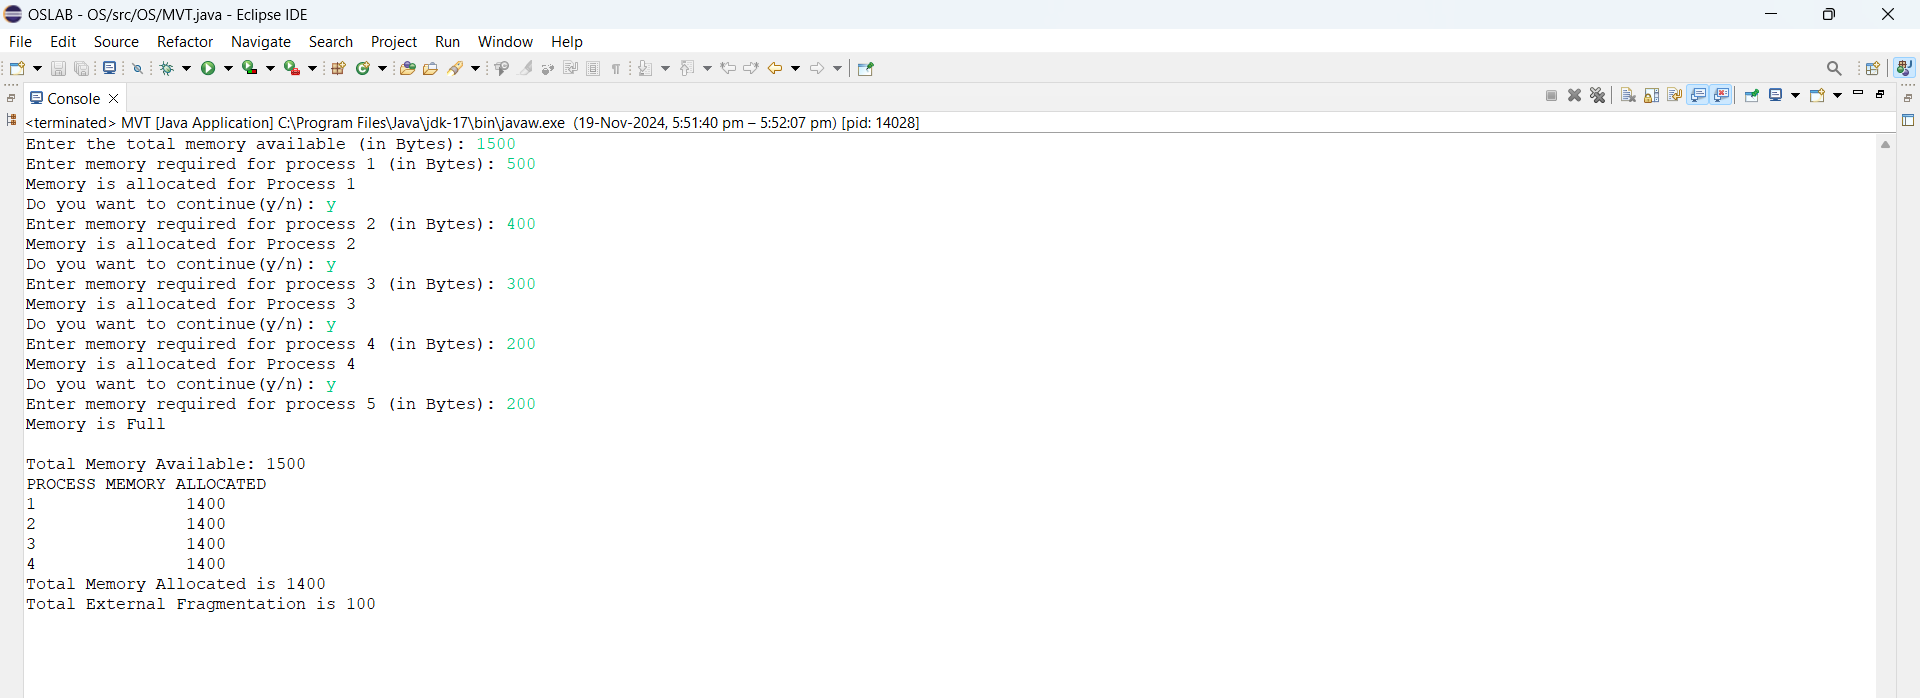 OSLAB - OS/src/OS/MVT.java - Eclipse IDE
File Edit Source Refactor Navigate Search Project Run Window Help
Console
<terminated> MVT [Java Application] C:\Program Files\Java\jdk-17\bin\javaw.exe (19-Nov-2024, 5:51:40 pm – 5:52:07 pm) [pid: 14028]
Enter the total memory available (in Bytes): 1500
Enter memory required for process 1 (in Bytes): 500
Memory is allocated for Process 1
Do you want to continue(y/n): y
Enter memory required for process 2 (in Bytes): 400
Memory is allocated for Process 2
Do you want to continue(y/n): y
Enter memory required for process 3 (in Bytes): 300
Memory is allocated for Process 3
Do you want to continue(y/n): y
Enter memory required for process 4 (in Bytes): 200
Memory is allocated for Process 4
Do you want to continue(y/n): y
Enter memory required for process 5 (in Bytes): 200
Memory is Full
Total Memory Available: 1500
PROCESS MEMORY ALLOCATED
1 1400
2 1400
3 1400
4 1400
Total Memory Allocated is 1400
Total External Fragmentation is 100